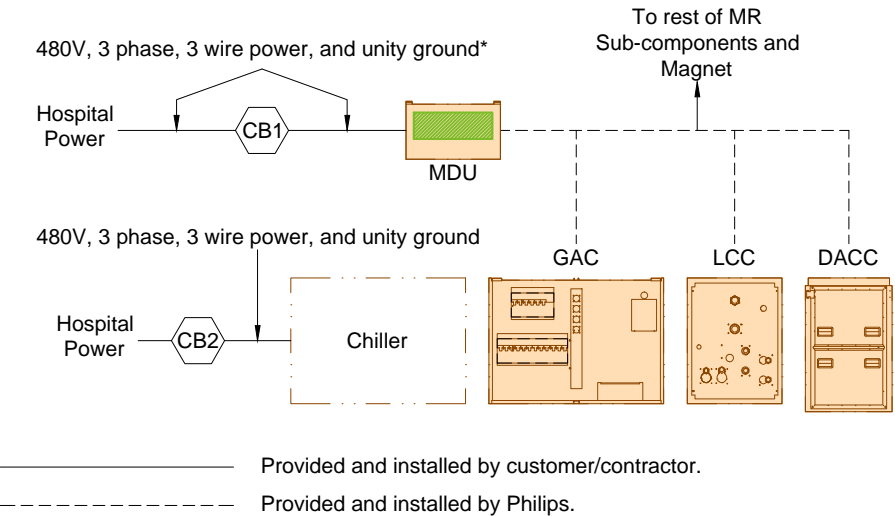 To rest of MR
Sub-components and
Magnet
480V, 3 phase, 3 wire power, and unity ground*
Hospital
Power
CB1
MDU
480V, 3 phase, 3 wire power, and unity ground
GAC
LCC
DACC
Hospital
Power
CB2
Chiller
Provided and installed by customer/contractor.
Provided and installed by Philips.